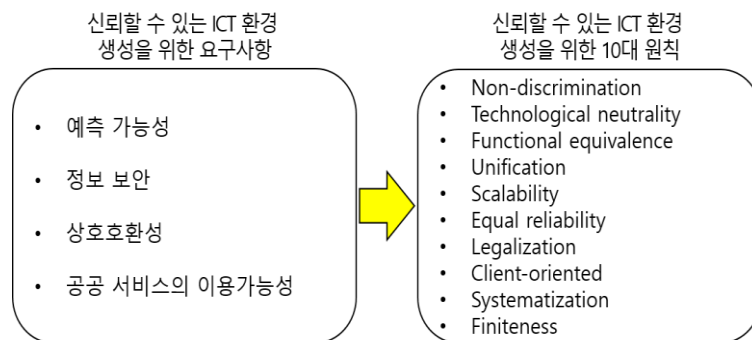 신뢰할 수 있는 ICT 환경
생성을 위한 요구사항
• 예측 가능성
• 정보 보안
• 상호호환성
• 공공 서비스의 이용가능성
신뢰할 수 있는 ICT 환경
생성을 위한 10대 원칙
• Non-discrimination
• Technological neutrality
• Functional equivalence
• Unification
• Scalability
• Equal reliability
• Legalization
• Client-oriented
• Systematization
• Finiteness